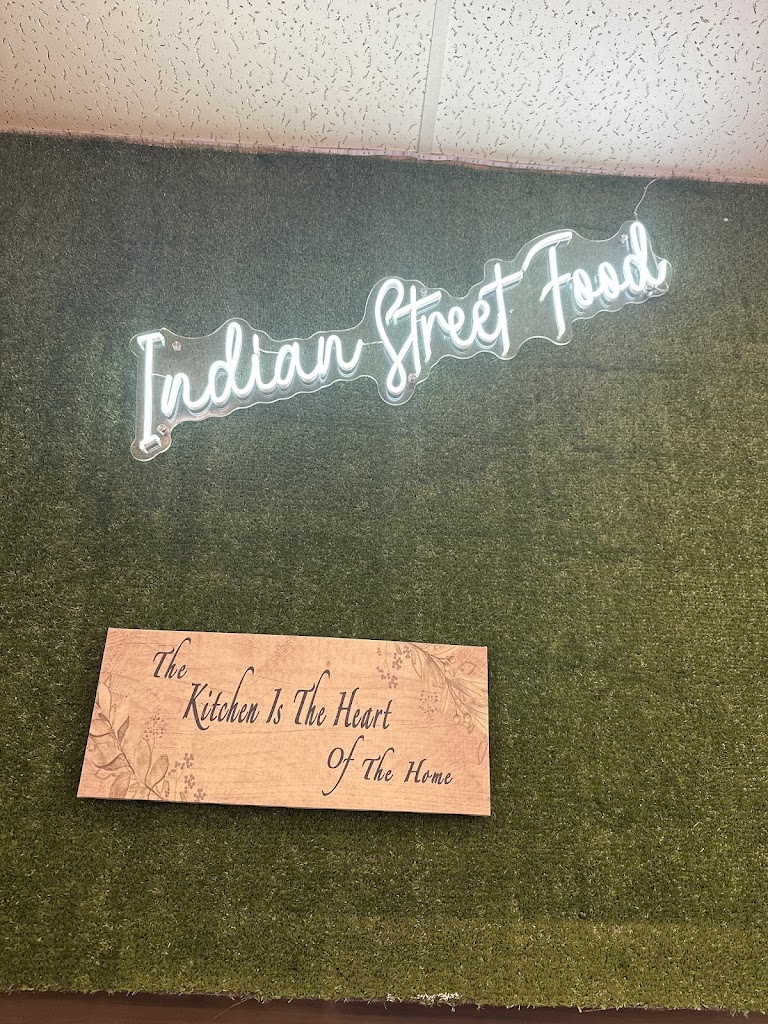 Indian Street Food
The
Kitchen Is The Heart
Of The Home